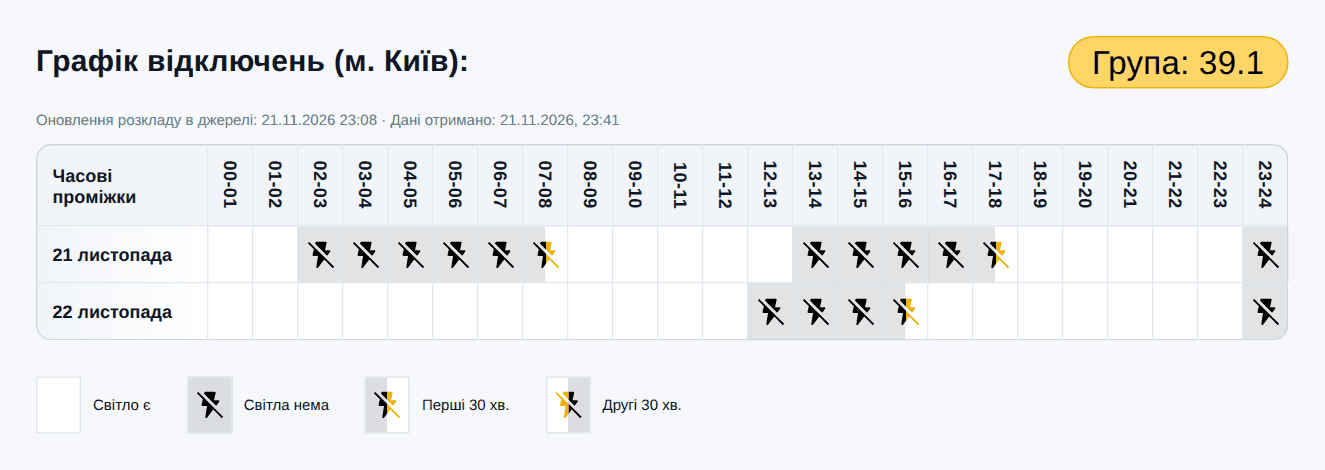 Графік відключень (м. Київ):
Група: 39.1
Оновлення розкладу в джерелі: 21.11.2026 23:08 · Дані отримано: 21.11.2026, 23:41
Часові
проміжки
00-01
01-02
02-03
03-04
04-05
05-06
06-07
07-08
08-09
09-10
10-11
11-12
12-13
13-14
14-15
15-16
16-17
17-18
18-19
19-20
20-21
21-22
22-23
23-24
21 листопада
22 листопада
Світло є
Світла нема
Перші 30 хв.
Другі 30 хв.